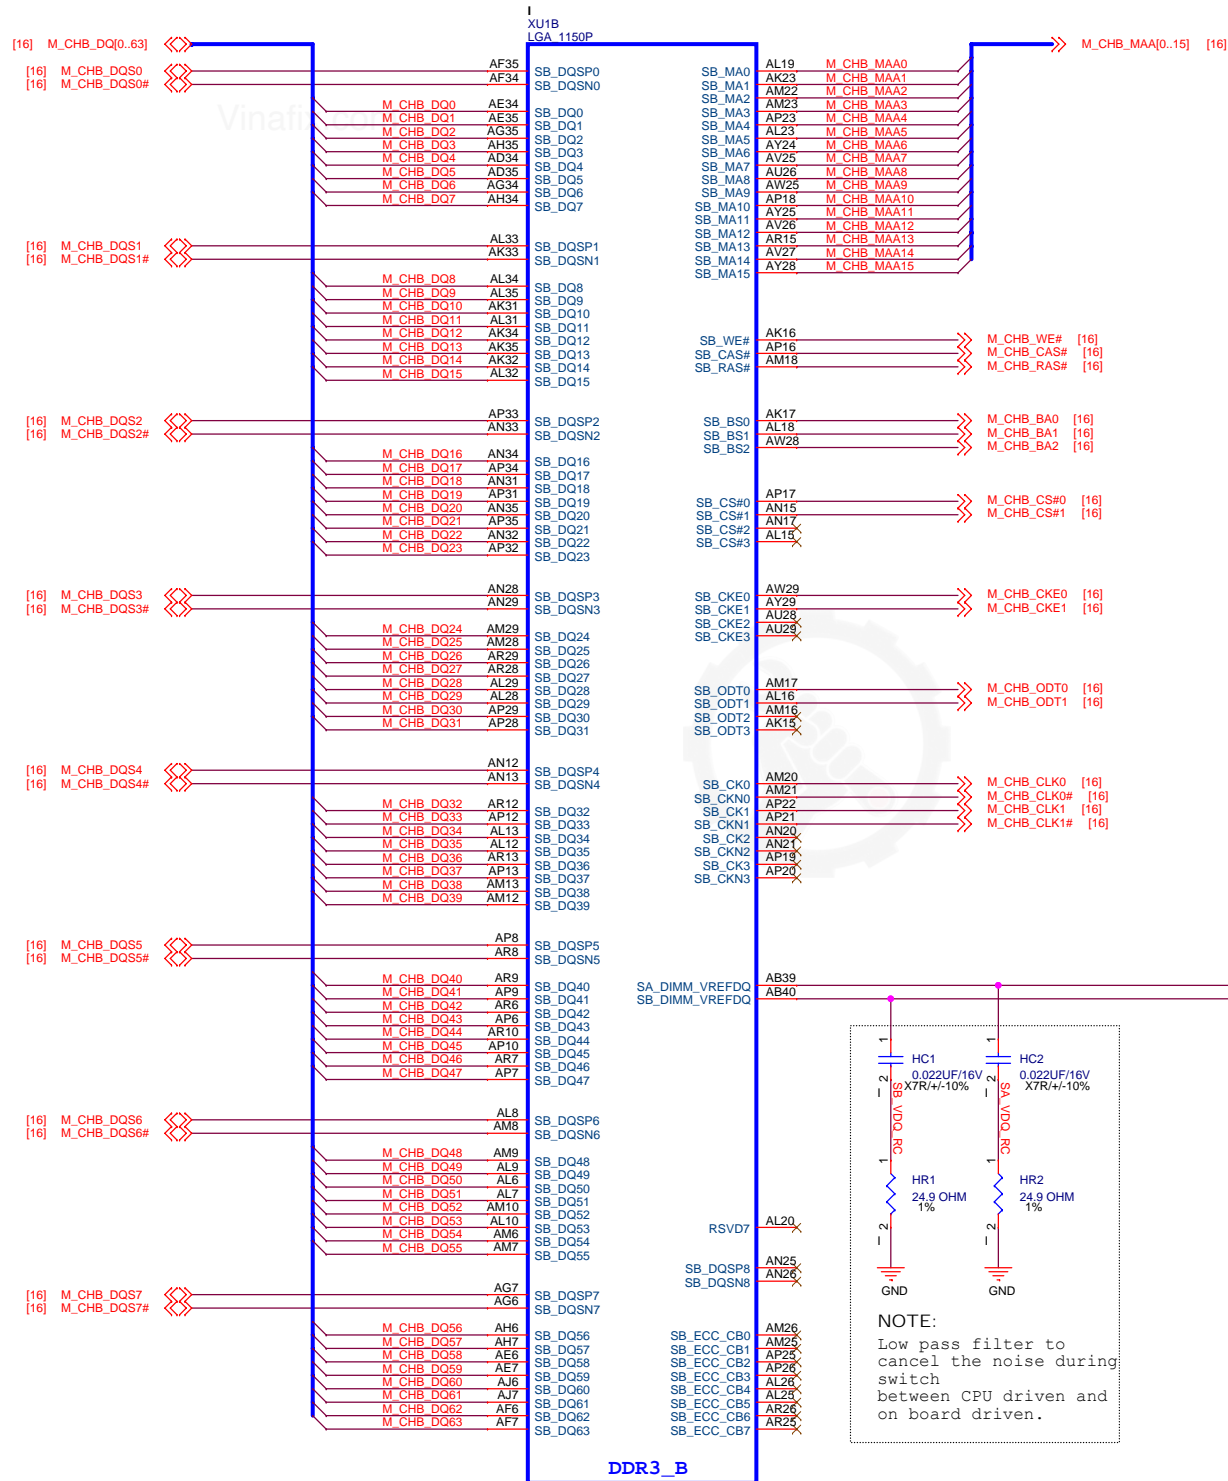 XU1B
LGA_1150P
[16] M_CHB_DQ[0..63]
M_CHB_MAA[0..15] [16]
Vinafix.com
[16] M_CHB_DQS0 AF35 SB_DQSP0
[16] M_CHB_DQS0# AF34 SB_DQSN0
M_CHB_DQ0 AE34 SB_DQ0
M_CHB_DQ1 AE35 SB_DQ1
M_CHB_DQ2 AG35 SB_DQ2
M_CHB_DQ3 AH35 SB_DQ3
M_CHB_DQ4 AD34 SB_DQ4
M_CHB_DQ5 AD35 SB_DQ5
M_CHB_DQ6 AG34 SB_DQ6
M_CHB_DQ7 AH34 SB_DQ7
[16] M_CHB_DQS1 AL33 SB_DQSP1
[16] M_CHB_DQS1# AK33 SB_DQSN1
M_CHB_DQ8 AL34 SB_DQ8
M_CHB_DQ9 AL35 SB_DQ9
M_CHB_DQ10 AK31 SB_DQ10
M_CHB_DQ11 AL31 SB_DQ11
M_CHB_DQ12 AK34 SB_DQ12
M_CHB_DQ13 AK35 SB_DQ13
M_CHB_DQ14 AK32 SB_DQ14
M_CHB_DQ15 AL32 SB_DQ15
[16] M_CHB_DQS2 AP33 SB_DQSP2
[16] M_CHB_DQS2# AN33 SB_DQSN2
M_CHB_DQ16 AN34 SB_DQ16
M_CHB_DQ17 AP34 SB_DQ17
M_CHB_DQ18 AN31 SB_DQ18
M_CHB_DQ19 AP31 SB_DQ19
M_CHB_DQ20 AN35 SB_DQ20
M_CHB_DQ21 AP35 SB_DQ21
M_CHB_DQ22 AN32 SB_DQ22
M_CHB_DQ23 AP32 SB_DQ23
[16] M_CHB_DQS3 AN28 SB_DQSP3
[16] M_CHB_DQS3# AN29 SB_DQSN3
M_CHB_DQ24 AM29 SB_DQ24
M_CHB_DQ25 AM28 SB_DQ25
M_CHB_DQ26 AR29 SB_DQ26
M_CHB_DQ27 AR28 SB_DQ27
M_CHB_DQ28 AL29 SB_DQ28
M_CHB_DQ29 AL28 SB_DQ29
M_CHB_DQ30 AP29 SB_DQ30
M_CHB_DQ31 AP28 SB_DQ31
[16] M_CHB_DQS4 AN12 SB_DQSP4
[16] M_CHB_DQS4# AN13 SB_DQSN4
M_CHB_DQ32 AR12 SB_DQ32
M_CHB_DQ33 AP12 SB_DQ33
M_CHB_DQ34 AL13 SB_DQ34
M_CHB_DQ35 AL12 SB_DQ35
M_CHB_DQ36 AR13 SB_DQ36
M_CHB_DQ37 AP13 SB_DQ37
M_CHB_DQ38 AM13 SB_DQ38
M_CHB_DQ39 AM12 SB_DQ39
[16] M_CHB_DQS5 AP8 SB_DQSP5
[16] M_CHB_DQS5# AR8 SB_DQSN5
M_CHB_DQ40 AR9 SB_DQ40
M_CHB_DQ41 AP9 SB_DQ41
M_CHB_DQ42 AR6 SB_DQ42
M_CHB_DQ43 AP6 SB_DQ43
M_CHB_DQ44 AR10 SB_DQ44
M_CHB_DQ45 AP10 SB_DQ45
M_CHB_DQ46 AR7 SB_DQ46
M_CHB_DQ47 AP7 SB_DQ47
[16] M_CHB_DQS6 AL8 SB_DQSP6
[16] M_CHB_DQS6# AM8 SB_DQSN6
M_CHB_DQ48 AM9 SB_DQ48
M_CHB_DQ49 AL9 SB_DQ49
M_CHB_DQ50 AL6 SB_DQ50
M_CHB_DQ51 AL7 SB_DQ51
M_CHB_DQ52 AM10 SB_DQ52
M_CHB_DQ53 AL10 SB_DQ53
M_CHB_DQ54 AM6 SB_DQ54
M_CHB_DQ55 AM7 SB_DQ55
[16] M_CHB_DQS7 AG7 SB_DQSP7
[16] M_CHB_DQS7# AG6 SB_DQSN7
M_CHB_DQ56 AH6 SB_DQ56
M_CHB_DQ57 AH7 SB_DQ57
M_CHB_DQ58 AE6 SB_DQ58
M_CHB_DQ59 AE7 SB_DQ59
M_CHB_DQ60 AJ6 SB_DQ60
M_CHB_DQ61 AJ7 SB_DQ61
M_CHB_DQ62 AF6 SB_DQ62
M_CHB_DQ63 AF7 SB_DQ63
SB_MA0 AL19 M_CHB_MAA0
SB_MA1 AK23 M_CHB_MAA1
SB_MA2 AM22 M_CHB_MAA2
SB_MA3 AM23 M_CHB_MAA3
SB_MA4 AP23 M_CHB_MAA4
SB_MA5 AL23 M_CHB_MAA5
SB_MA6 AY24 M_CHB_MAA6
SB_MA7 AV25 M_CHB_MAA7
SB_MA8 AU26 M_CHB_MAA8
SB_MA9 AW25 M_CHB_MAA9
SB_MA10 AP18 M_CHB_MAA10
SB_MA11 AY25 M_CHB_MAA11
SB_MA12 AV26 M_CHB_MAA12
SB_MA13 AR15 M_CHB_MAA13
SB_MA14 AV27 M_CHB_MAA14
SB_MA15 AY28 M_CHB_MAA15
SB_WE# AK16 M_CHB_WE# [16]
SB_CAS# AP16 M_CHB_CAS# [16]
SB_RAS# AM18 M_CHB_RAS# [16]
SB_BS0 AK17 M_CHB_BA0 [16]
SB_BS1 AL18 M_CHB_BA1 [16]
SB_BS2 AW28 M_CHB_BA2 [16]
SB_CS#0 AP17 M_CHB_CS#0 [16]
SB_CS#1 AN15 M_CHB_CS#1 [16]
SB_CS#2 AN17
SB_CS#3 AL15
SB_CKE0 AW29 M_CHB_CKE0 [16]
SB_CKE1 AY29 M_CHB_CKE1 [16]
SB_CKE2 AU28
SB_CKE3 AU29
SB_ODT0 AM17 M_CHB_ODT0 [16]
SB_ODT1 AL16 M_CHB_ODT1 [16]
SB_ODT2 AM16
SB_ODT3 AK15
SB_CK0 AM20 M_CHB_CLK0 [16]
SB_CKN0 AM21 M_CHB_CLK0# [16]
SB_CK1 AP22 M_CHB_CLK1 [16]
SB_CKN1 AP21 M_CHB_CLK1# [16]
SB_CK2 AN20
SB_CKN2 AN21
SB_CK3 AP19
SB_CKN3 AP20
SA_DIMM_VREFDQ AB39
SB_DIMM_VREFDQ AB40
RSVD7 AL20
SB_DQSP8 AN25
SB_DQSN8 AN26
SB_ECC_CB0 AM26
SB_ECC_CB1 AM25
SB_ECC_CB2 AP25
SB_ECC_CB3 AP26
SB_ECC_CB4 AL26
SB_ECC_CB5 AL25
SB_ECC_CB6 AR26
SB_ECC_CB7 AR25
1 1
HC1 HC2
0.022UF/16V 0.022UF/16V
X7R/+/-10% X7R/+/-10%
2 2
SB_VDQ_RC SA_VDQ_RC
1 1
HR1 HR2
24.9 OHM 24.9 OHM
1% 1%
2 2
GND GND
NOTE:
Low pass filter to
cancel the noise during
switch
between CPU driven and
on board driven.
DDR3_B